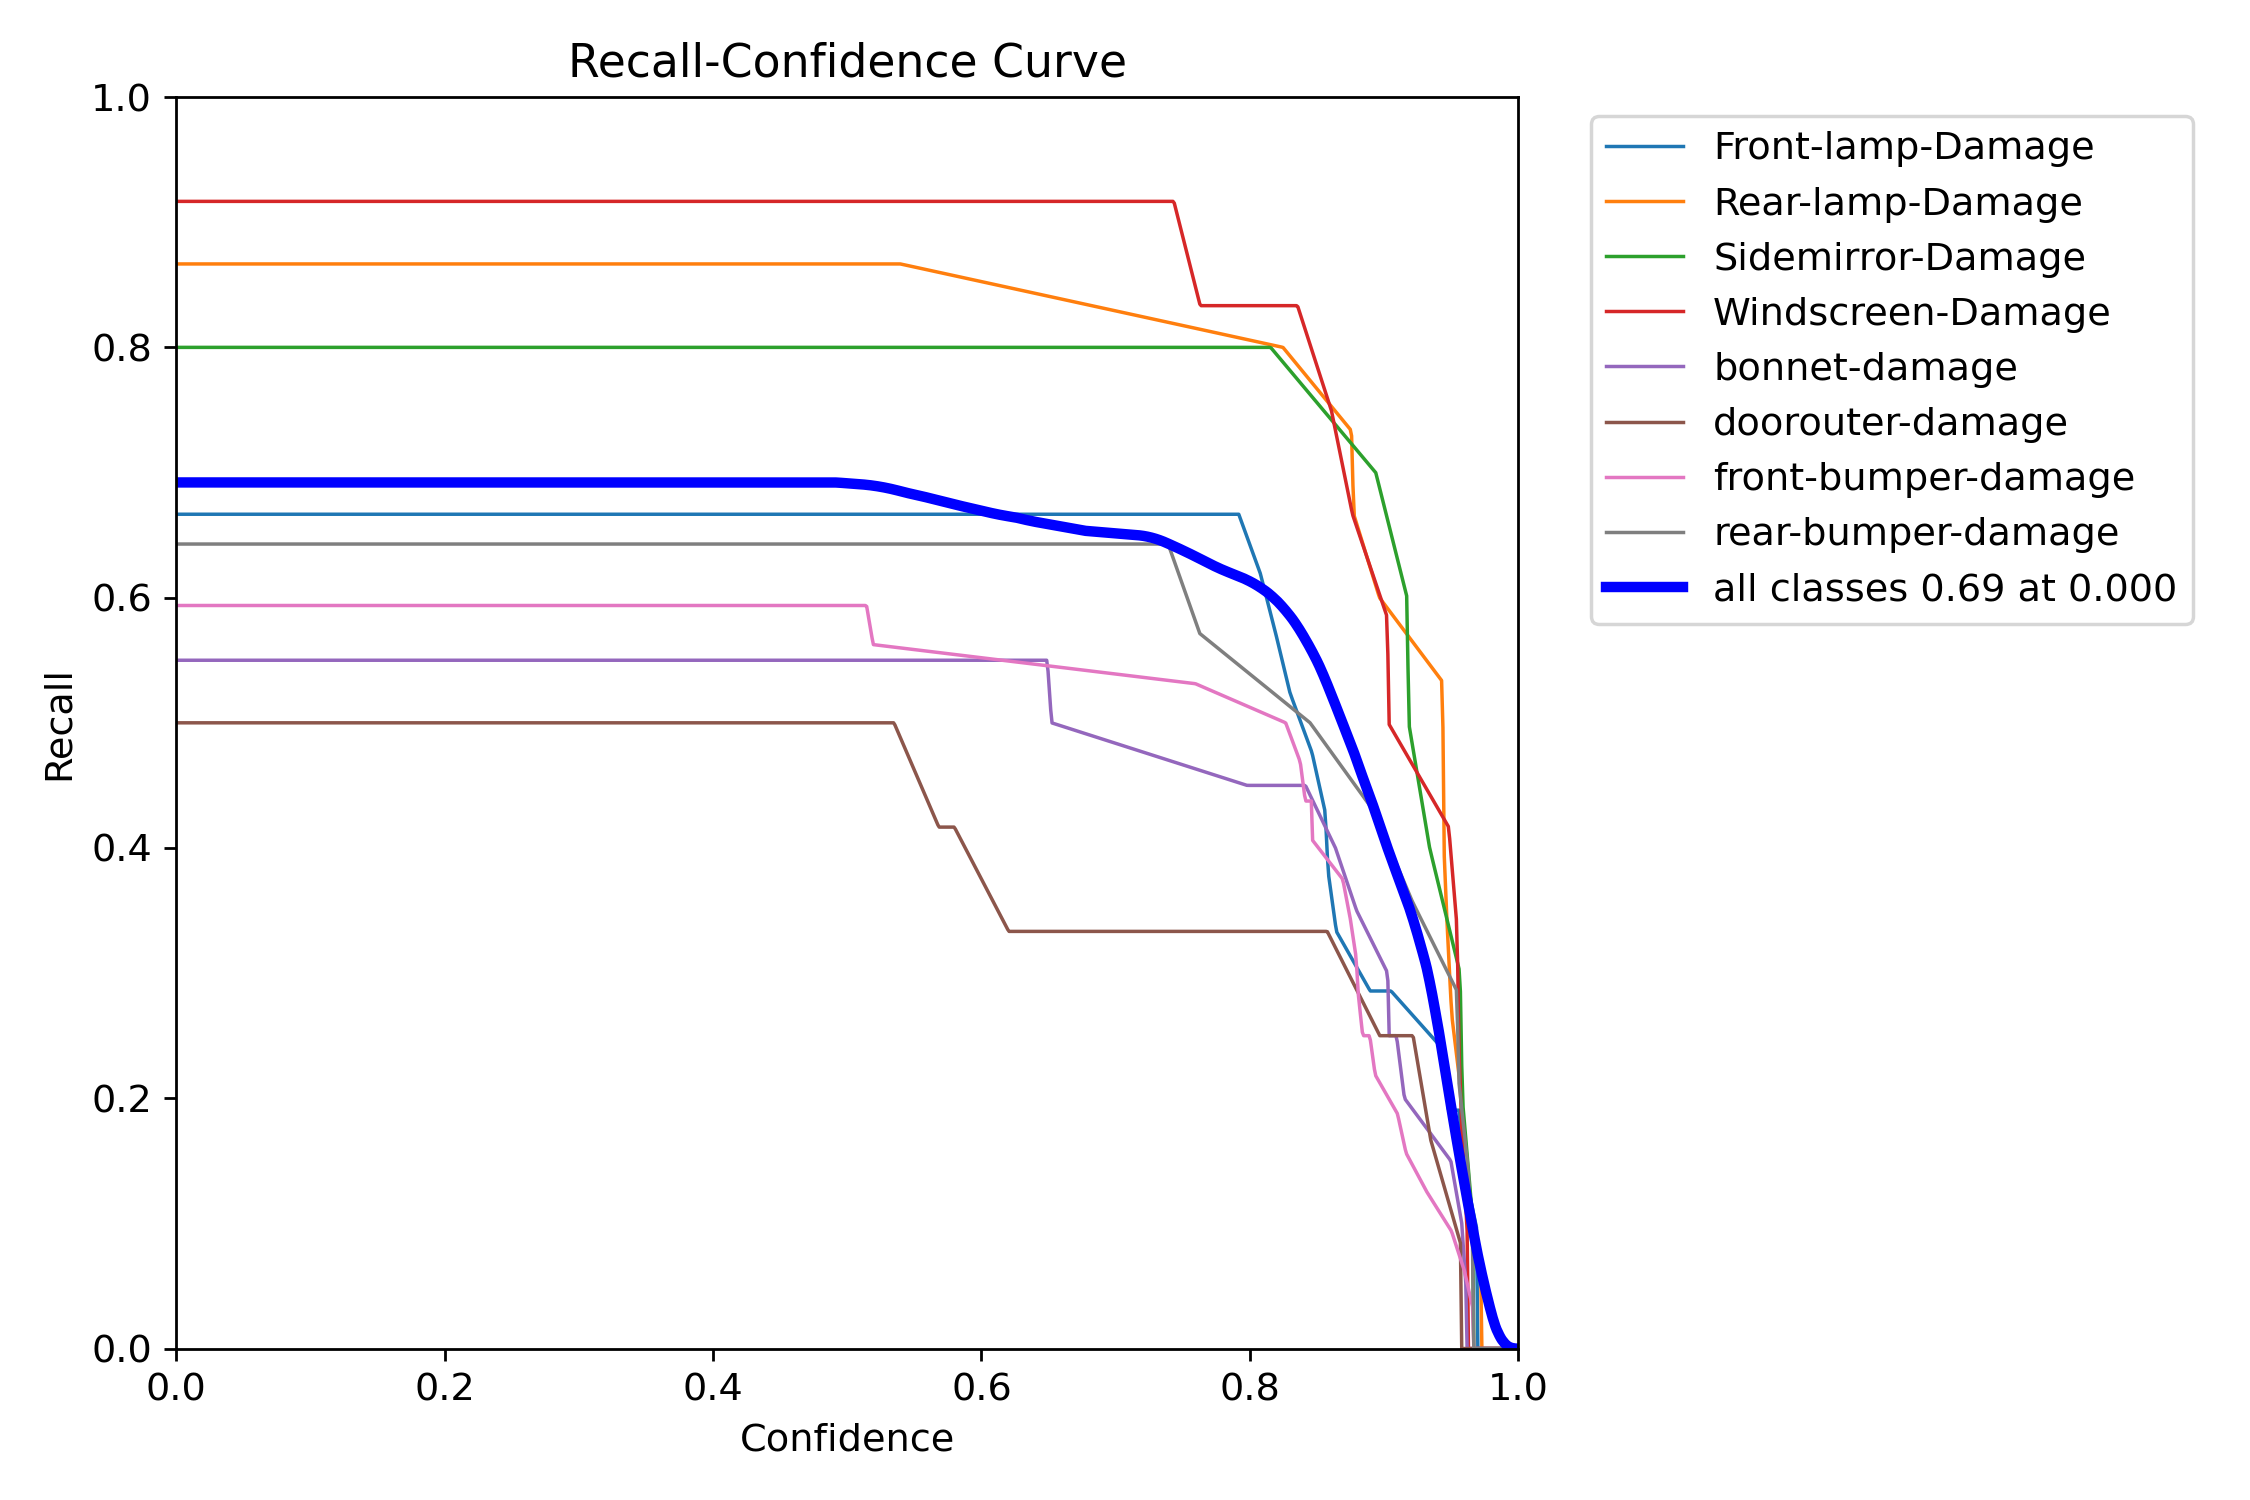 Recall-Confidence Curve
1.0
0.8
0.6
0.4
0.2
0.0
Recall
0.0 0.2 0.4 0.6 0.8 1.0
Confidence
Front-lamp-Damage
Rear-lamp-Damage
Sidemirror-Damage
Windscreen-Damage
bonnet-damage
doorouter-damage
front-bumper-damage
rear-bumper-damage
all classes 0.69 at 0.000